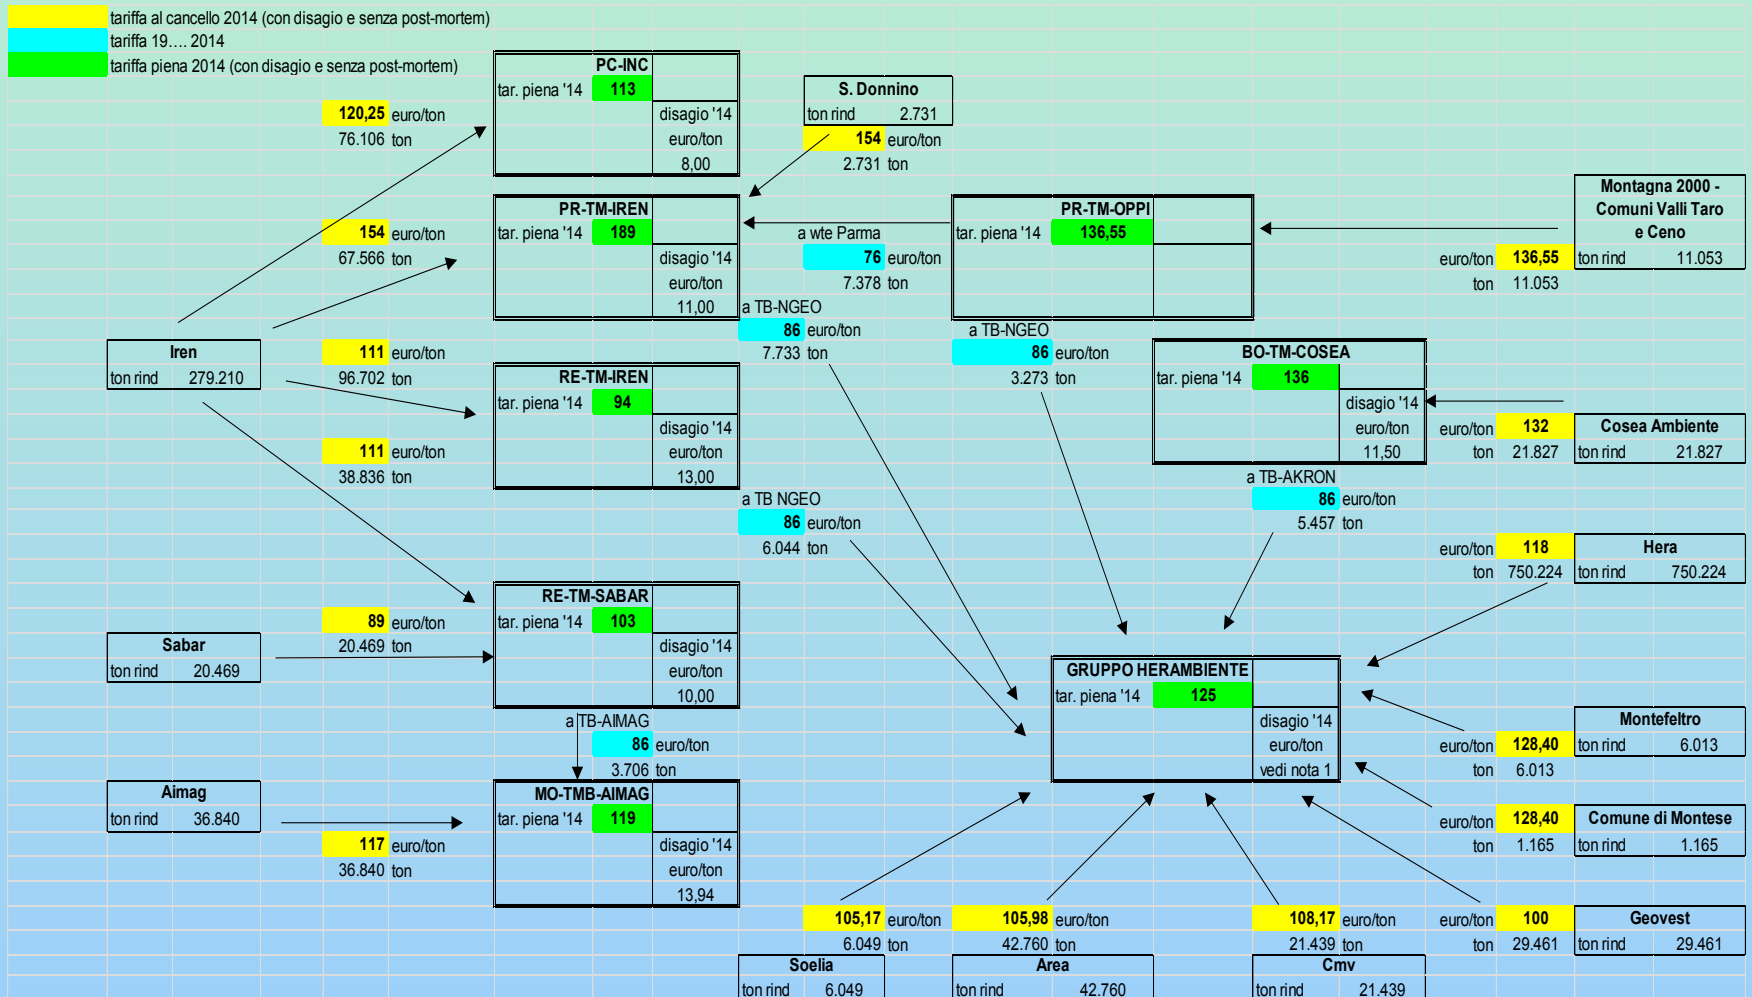 tariffa al cancello 2014 (con disagio e senza post-mortem)
tariffa 19…. 2014
tariffa piena 2014 (con disagio e senza post-mortem)
PC-INC
tar. piena '14 113
disagio '14
euro/ton
8,00
120,25 euro/ton
76.106 ton
S. Donnino
ton rind 2.731
154 euro/ton
2.731 ton
PR-TM-IREN
tar. piena '14 189
disagio '14
euro/ton
11,00
154 euro/ton
67.566 ton
a wte Parma
76 euro/ton
7.378 ton
PR-TM-OPPI
tar. piena '14 136,55
Montagna 2000 -
Comuni Valli Taro
e Ceno
ton rind 11.053
euro/ton 136,55
ton 11.053
a TB-NGEO
86 euro/ton
7.733 ton
a TB-NGEO
86 euro/ton
3.273 ton
Iren
ton rind 279.210
111 euro/ton
96.702 ton
RE-TM-IREN
tar. piena '14 94
disagio '14
euro/ton
13,00
111 euro/ton
38.836 ton
BO-TM-COSEA
tar. piena '14 136
disagio '14
euro/ton
11,50
euro/ton 132
ton 21.827
Cosea Ambiente
ton rind 21.827
a TB-AKRON
86 euro/ton
5.457 ton
a TB NGEO
86 euro/ton
6.044 ton
euro/ton 118
ton 750.224
Hera
ton rind 750.224
RE-TM-SABAR
tar. piena '14 103
disagio '14
euro/ton
10,00
89 euro/ton
20.469 ton
Sabar
ton rind 20.469
GRUPPO HERAMBIENTE
tar. piena '14 125
disagio '14
euro/ton
vedi nota 1
a TB-AIMAG
86 euro/ton
3.706 ton
Montefeltro
ton rind 6.013
euro/ton 128,40
ton 6.013
Aimag
ton rind 36.840
117 euro/ton
36.840 ton
MO-TMB-AIMAG
tar. piena '14 119
disagio '14
euro/ton
13,94
euro/ton 128,40
ton 1.165
Comune di Montese
ton rind 1.165
105,17 euro/ton
6.049 ton
105,98 euro/ton
42.760 ton
108,17 euro/ton
21.439 ton
euro/ton 100
ton 29.461
Geovest
ton rind 29.461
Soelia
ton rind 6.049
Area
ton rind 42.760
Cmv
ton rind 21.439